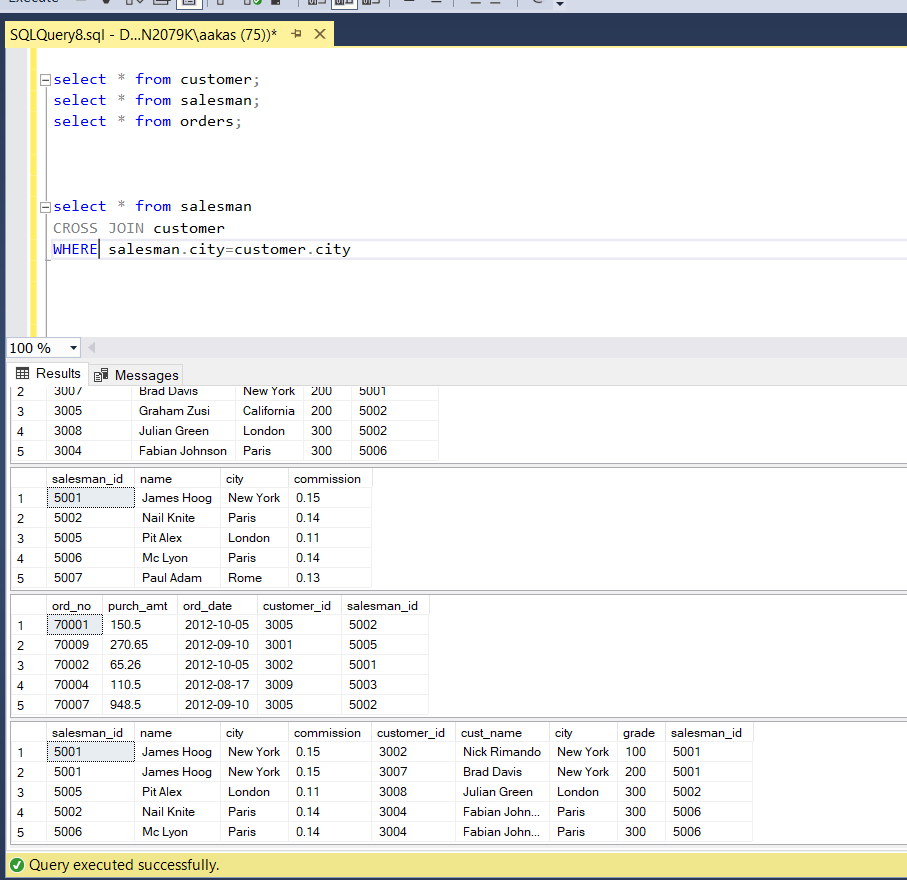 Execute
SQLQuery8.sql - D...N2079K\aakas (75))*
select * from customer;
select * from salesman;
select * from orders;
select * from salesman
CROSS JOIN customer
WHERE salesman.city=customer.city
100 %
Results Messages
2 3007 Brad Davis New York 200 5001
3 3005 Graham Zusi California 200 5002
4 3008 Julian Green London 300 5002
5 3004 Fabian Johnson Paris 300 5006
salesman_id name city commission
1 5001 James Hoog New York 0.15
2 5002 Nail Knite Paris 0.14
3 5005 Pit Alex London 0.11
4 5006 Mc Lyon Paris 0.14
5 5007 Paul Adam Rome 0.13
ord_no purch_amt ord_date customer_id salesman_id
1 70001 150.5 2012-10-05 3005 5002
2 70009 270.65 2012-09-10 3001 5005
3 70002 65.26 2012-10-05 3002 5001
4 70004 110.5 2012-08-17 3009 5003
5 70007 948.5 2012-09-10 3005 5002
salesman_id name city commission customer_id cust_name city grade salesman_id
1 5001 James Hoog New York 0.15 3002 Nick Rimando New York 100 5001
2 5001 James Hoog New York 0.15 3007 Brad Davis New York 200 5001
3 5005 Pit Alex London 0.11 3008 Julian Green London 300 5002
4 5002 Nail Knite Paris 0.14 3004 Fabian John... Paris 300 5006
5 5006 Mc Lyon Paris 0.14 3004 Fabian John... Paris 300 5006
Query executed successfully.